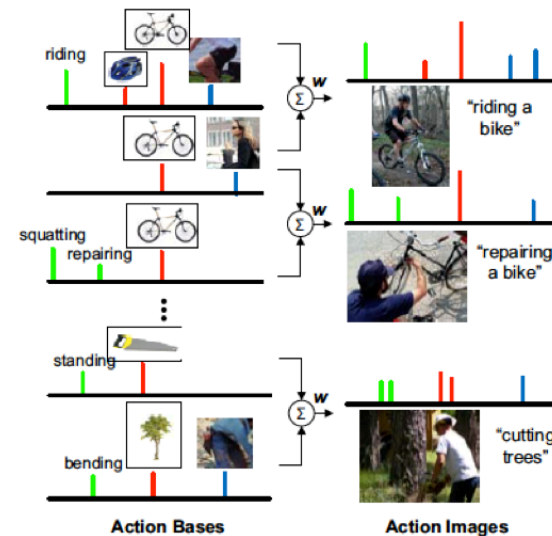 riding
Σ
w
"riding a
bike"
squatting
repairing
Σ
w
"repairing
a bike"
standing
Σ
w
"cutting
trees"
bending
Action Bases
Action Images